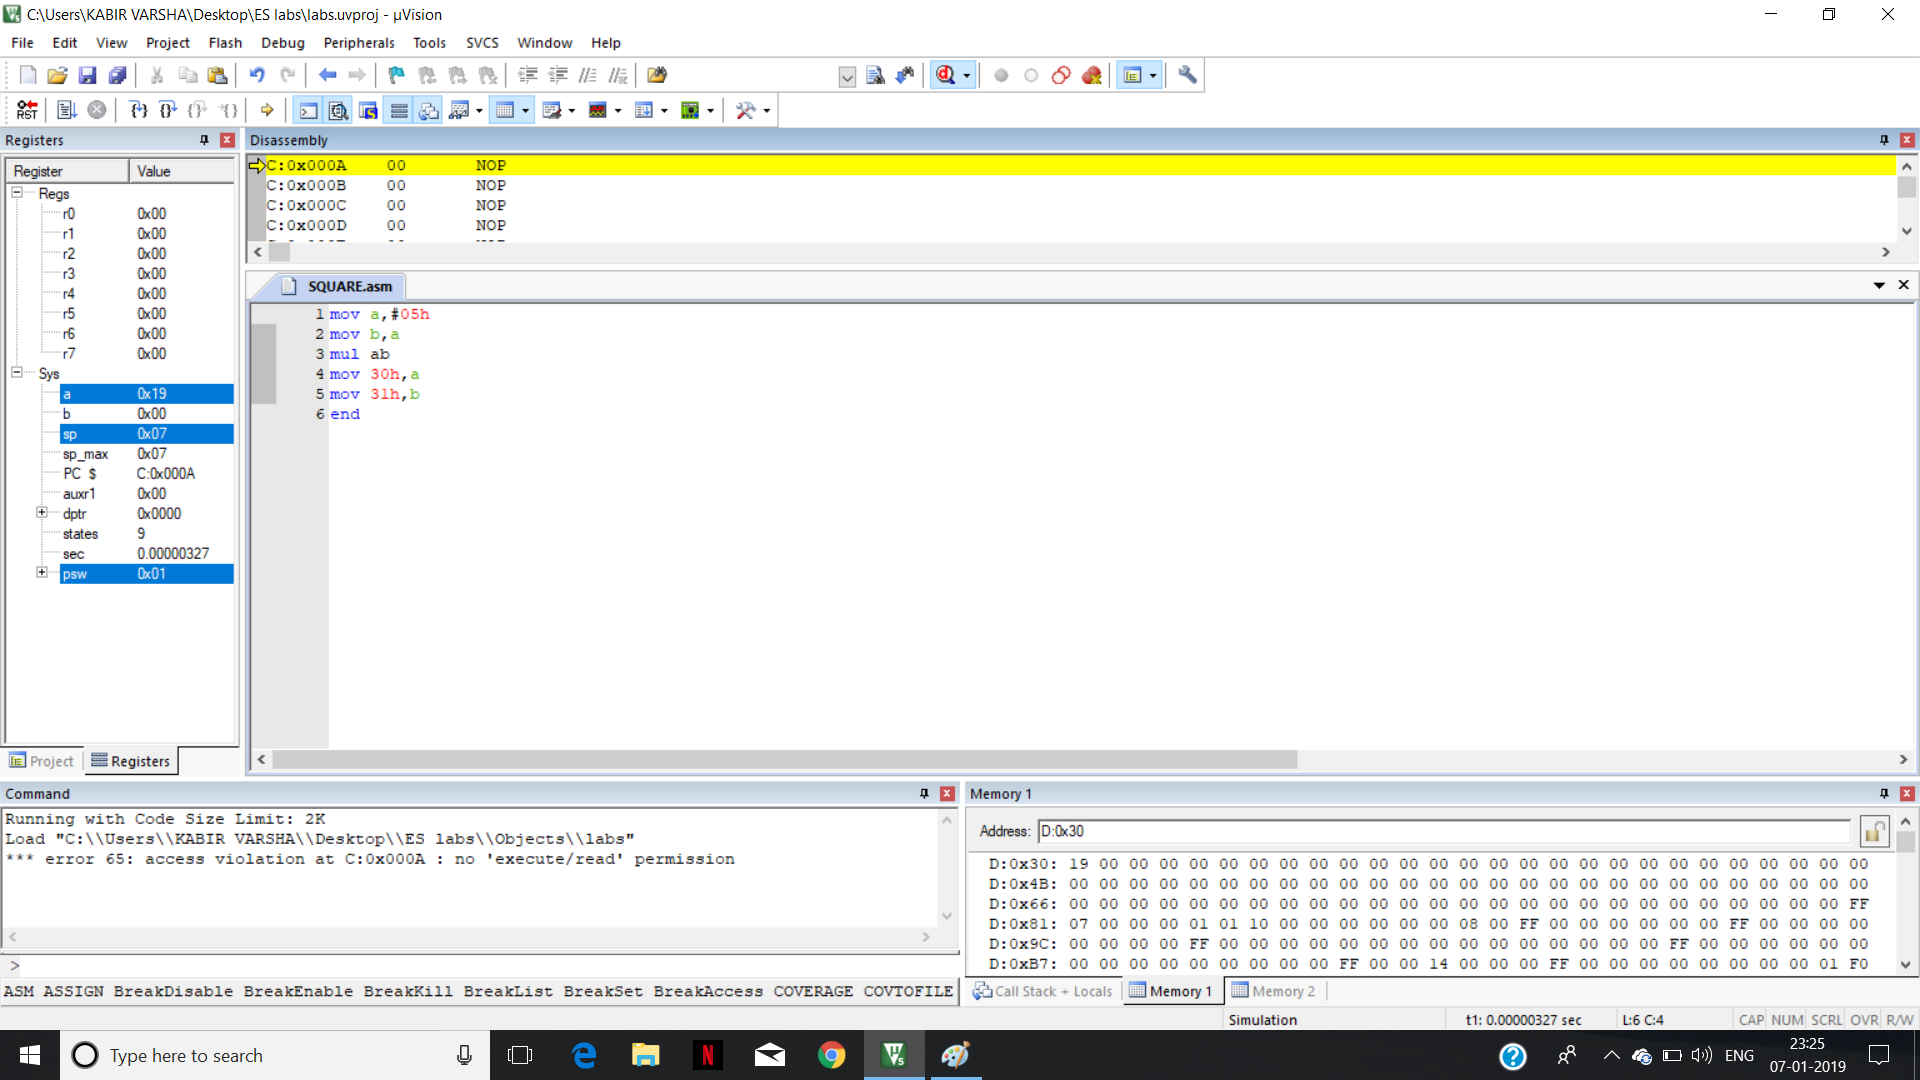 C:\Users\KABIR VARSHA\Desktop\ES labs\labs.uvproj - µVision
File Edit View Project Flash Debug Peripherals Tools SVCS Window Help
RST
Registers
Register Value
Regs
r0 0x00
r1 0x00
r2 0x00
r3 0x00
r4 0x00
r5 0x00
r6 0x00
r7 0x00
Sys
a 0x19
b 0x00
sp 0x07
sp_max 0x07
PC $ C:0x000A
auxr1 0x00
dptr 0x0000
states 9
sec 0.00000327
psw 0x01
Project Registers
Disassembly
C:0x000A 00 NOP
C:0x000B 00 NOP
C:0x000C 00 NOP
C:0x000D 00 NOP
SQUARE.asm
1 mov a,#05h
2 mov b,a
3 mul ab
4 mov 30h,a
5 mov 31h,b
6 end
Command
Running with Code Size Limit: 2K
Load "C:\\Users\\KABIR VARSHA\\Desktop\\ES labs\\Objects\\labs"
*** error 65: access violation at C:0x000A : no 'execute/read' permission
>
ASM ASSIGN BreakDisable BreakEnable BreakKill BreakList BreakSet BreakAccess COVERAGE COVTOFILE
Memory 1
Address: D:0x30
D:0x30: 19 00 00 00 00 00 00 00 00 00 00 00 00 00 00 00 00 00 00 00 00 00 00 00 00 00 00
D:0x4B: 00 00 00 00 00 00 00 00 00 00 00 00 00 00 00 00 00 00 00 00 00 00 00 00 00 00 00
D:0x66: 00 00 00 00 00 00 00 00 00 00 00 00 00 00 00 00 00 00 00 00 00 00 00 00 00 00 FF
D:0x81: 07 00 00 00 01 01 10 00 00 00 00 00 00 08 00 FF 00 00 00 00 00 00 FF 00 00 00 00
D:0x9C: 00 00 00 00 FF 00 00 00 00 00 00 00 00 00 00 00 00 00 00 00 FF 00 00 00 00 00 00
D:0xB7: 00 00 00 00 00 00 00 00 00 FF 00 00 14 00 00 00 FF 00 00 00 00 00 00 00 00 01 F0
Call Stack + Locals Memory 1 Memory 2
Simulation t1: 0.00000327 sec L:6 C:4 CAP NUM SCRL OVR R/W
Type here to search
ENG
23:25
07-01-2019